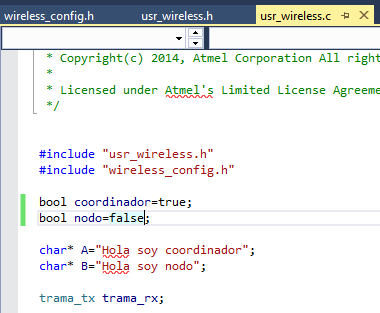 wireless_config.h usr_wireless.h usr_wireless.c
* Copyright(c) 2014, Atmel Corporation All right
*
* Licensed under Atmel's Limited License Agreeme
*/
#include "usr_wireless.h"
#include "wireless_config.h"
bool coordinador=true;
bool nodo=false;
char* A="Hola soy coordinador";
char* B="Hola soy nodo";
trama_tx trama_rx;